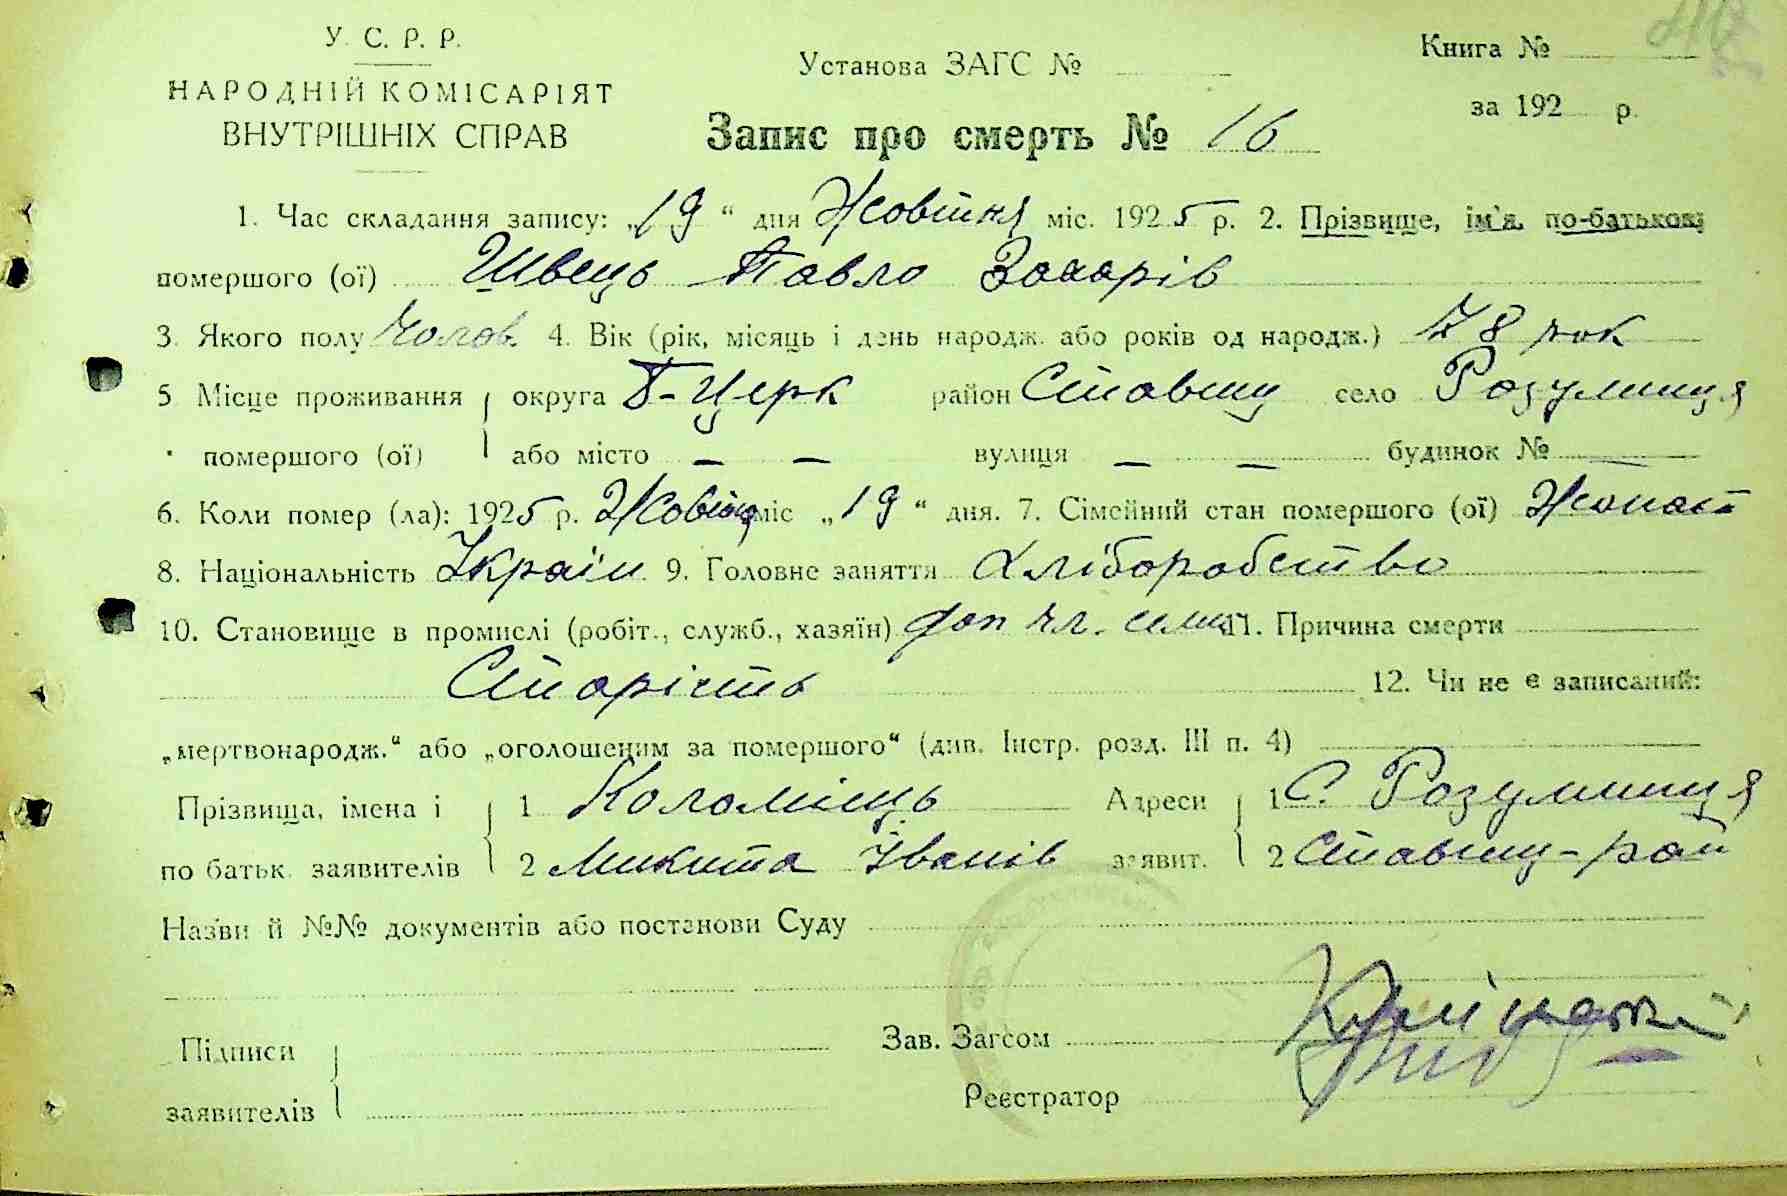 У. С. Р. Р.
НАРОДНІЙ КОМІСАРІЯТ
ВНУТРІШНІХ СПРАВ
Установа ЗАГС №
Книга №
за 192 р.
Запис про смерть № 16
1. Час складання запису: „19“ дня Жовтня міс. 1925 р. 2. Прізвище, ім'я, по-батькові
помершого (ої) Швець Павло Захарів
3. Якого полу Чолов. 4. Вік (рік, місяць і день народж. або років од народж.) 78 рок
5 Місце проживання округа Б-Церк район Ставищ село Розумниця
помершого (ої) або місто — — вулиця — — будинок № —
6. Коли помер (ла): 1925 р. Жовтня міс „19“ дня. 7. Сімейний стан помершого (ої) Жонат
8. Національність Україн 9. Головне заняття Хліборобство
10. Становище в промислі (робіт., служб., хазяїн) доп чл. семи 11. Причина смерти
Старість 12. Чи не є записаний:
„мертвонародж.“ або „оголошеним за помершого“ (див. Інстр. розд. III п. 4)
Прізвища, імена і 1 Коломієць Адреси 1 С. Розумниця
по батьк. заявителів 2 Микита Іванів заявит. 2 Ставищ-рай
Назви й №№ документів або постанови Суду
Підписи
заявителів
Зав. Загсом
Реєстратор